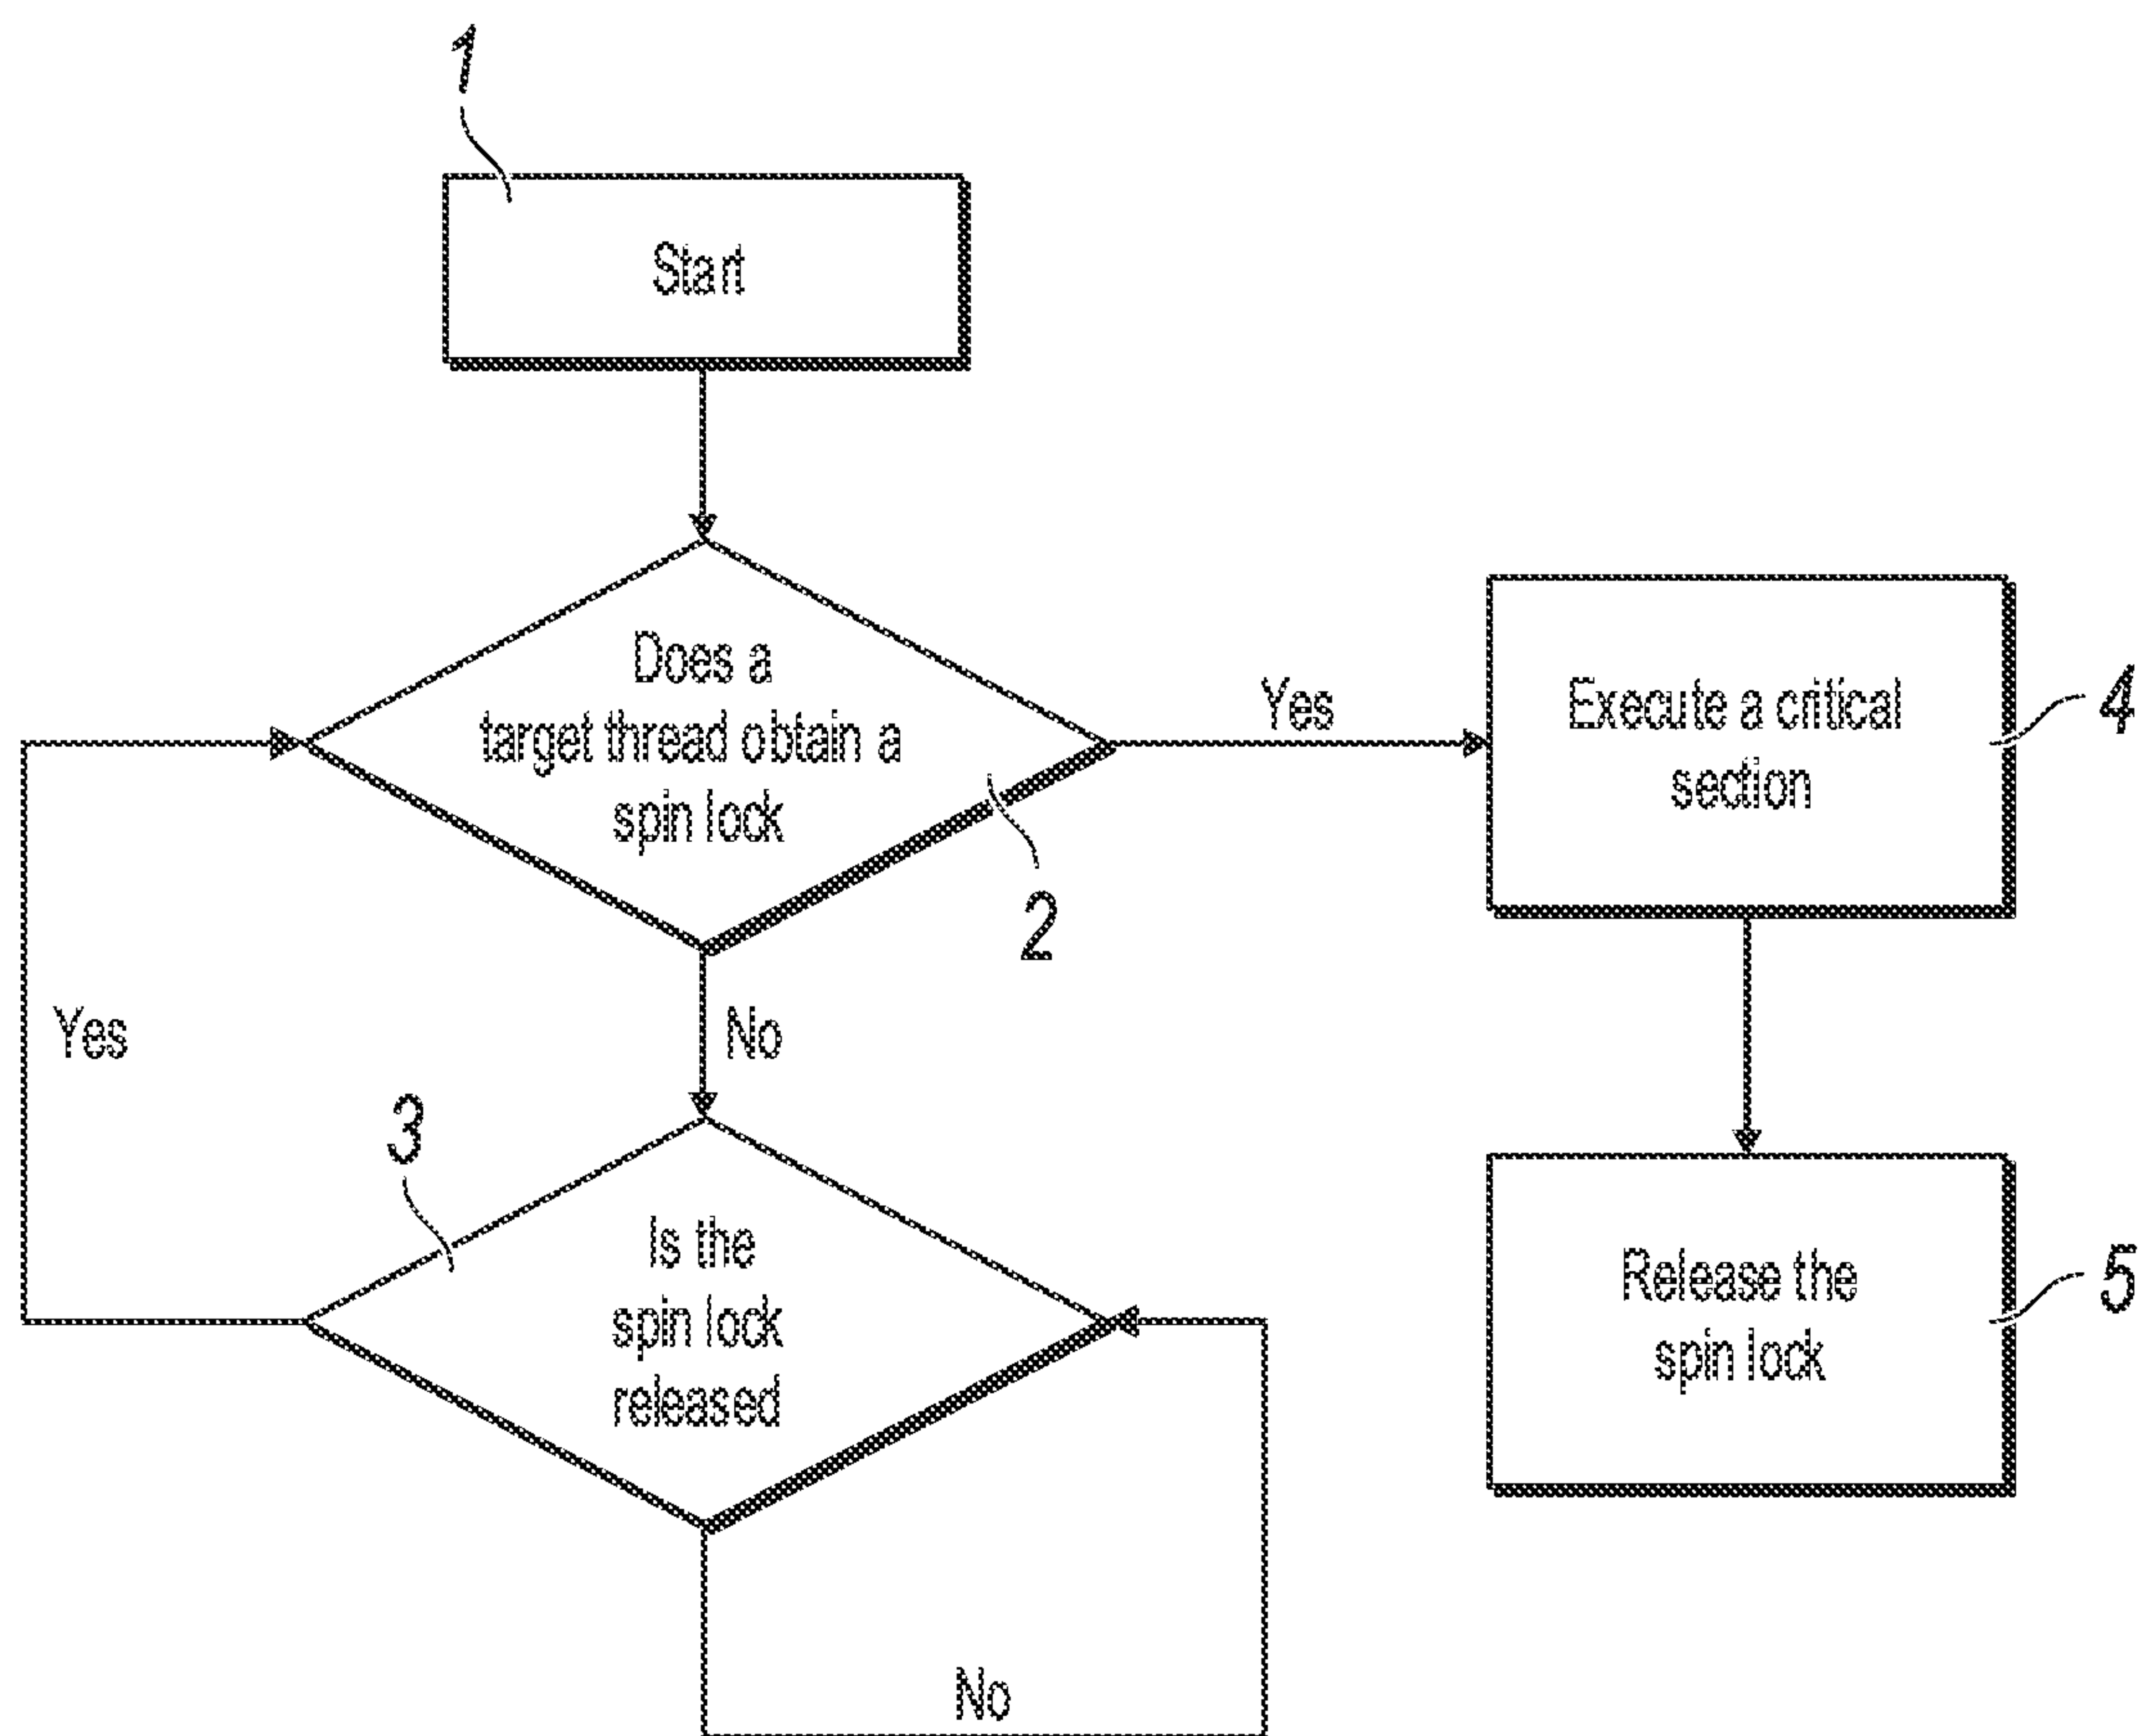 1
Start
Does a
target thread obtain a
spin lock
2
Yes
Execute a critical
section
4
No
Yes
3
Is the
spin lock
released
Release the
spin lock
5
No